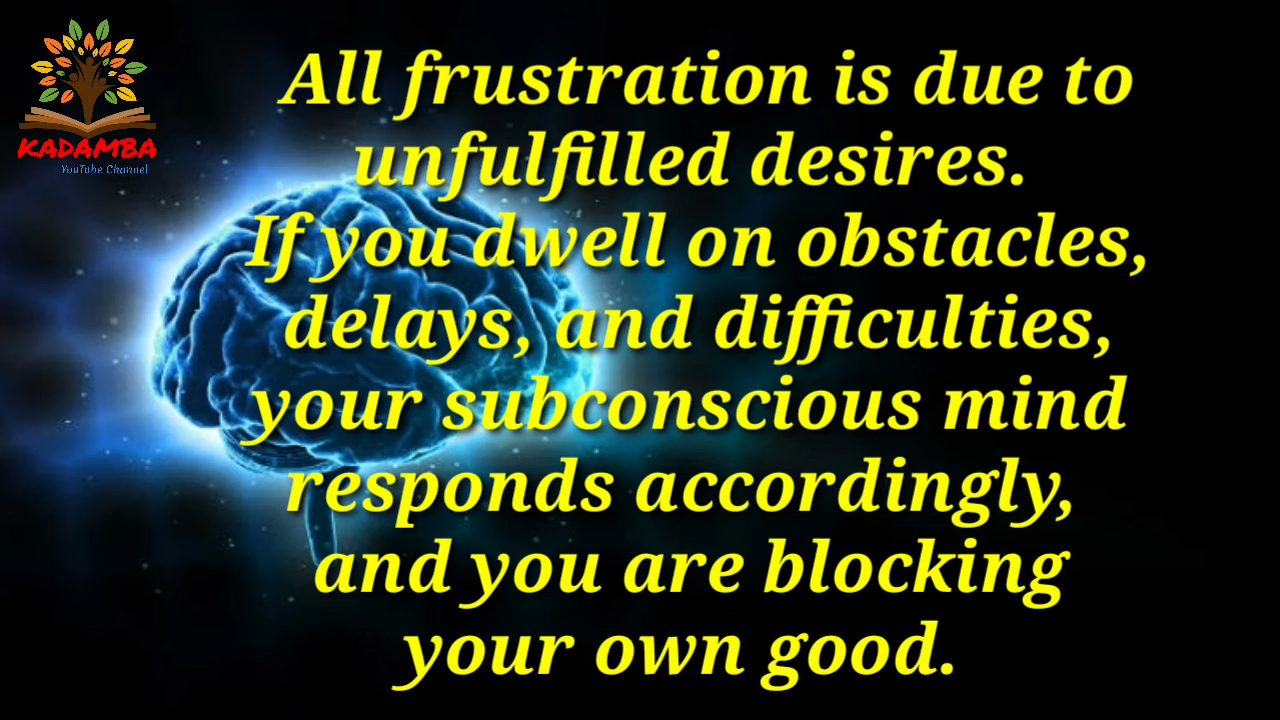 KADAMBA
YouTube Channel
All frustration is due to
unfulfilled desires.
If you dwell on obstacles,
delays, and difficulties,
your subconscious mind
responds accordingly,
and you are blocking
your own good.